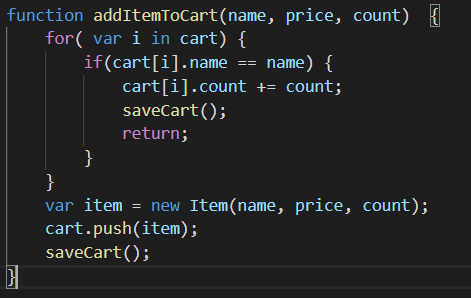 function addItemToCart(name, price, count)  {
    for( var i in cart) {
        if(cart[i].name == name) {
            cart[i].count += count;
            saveCart();
            return;
        }
    }
    var item = new Item(name, price, count);
    cart.push(item);
    saveCart();
}